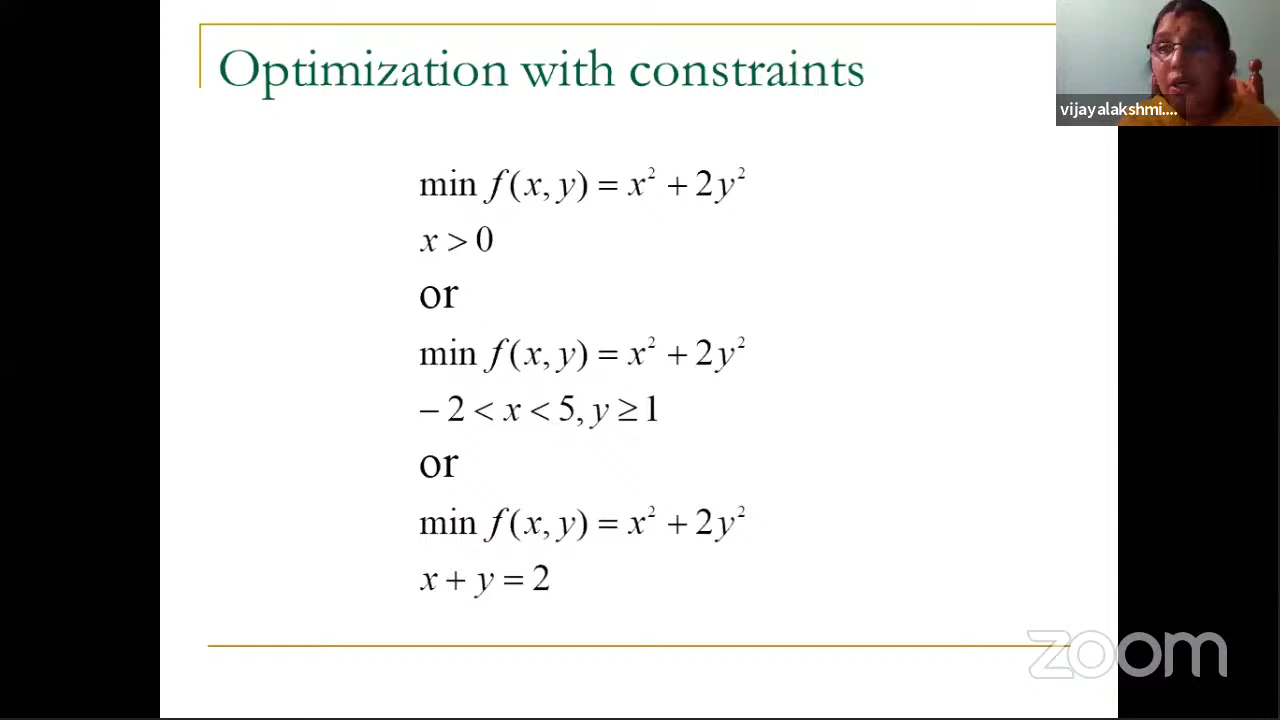 Optimization with constraints
vijayalakshmi....
min f(x, y) = x² + 2y²
x > 0
or
min f(x, y) = x² + 2y²
− 2 < x < 5, y ≥ 1
or
min f(x, y) = x² + 2y²
x + y = 2
zoom